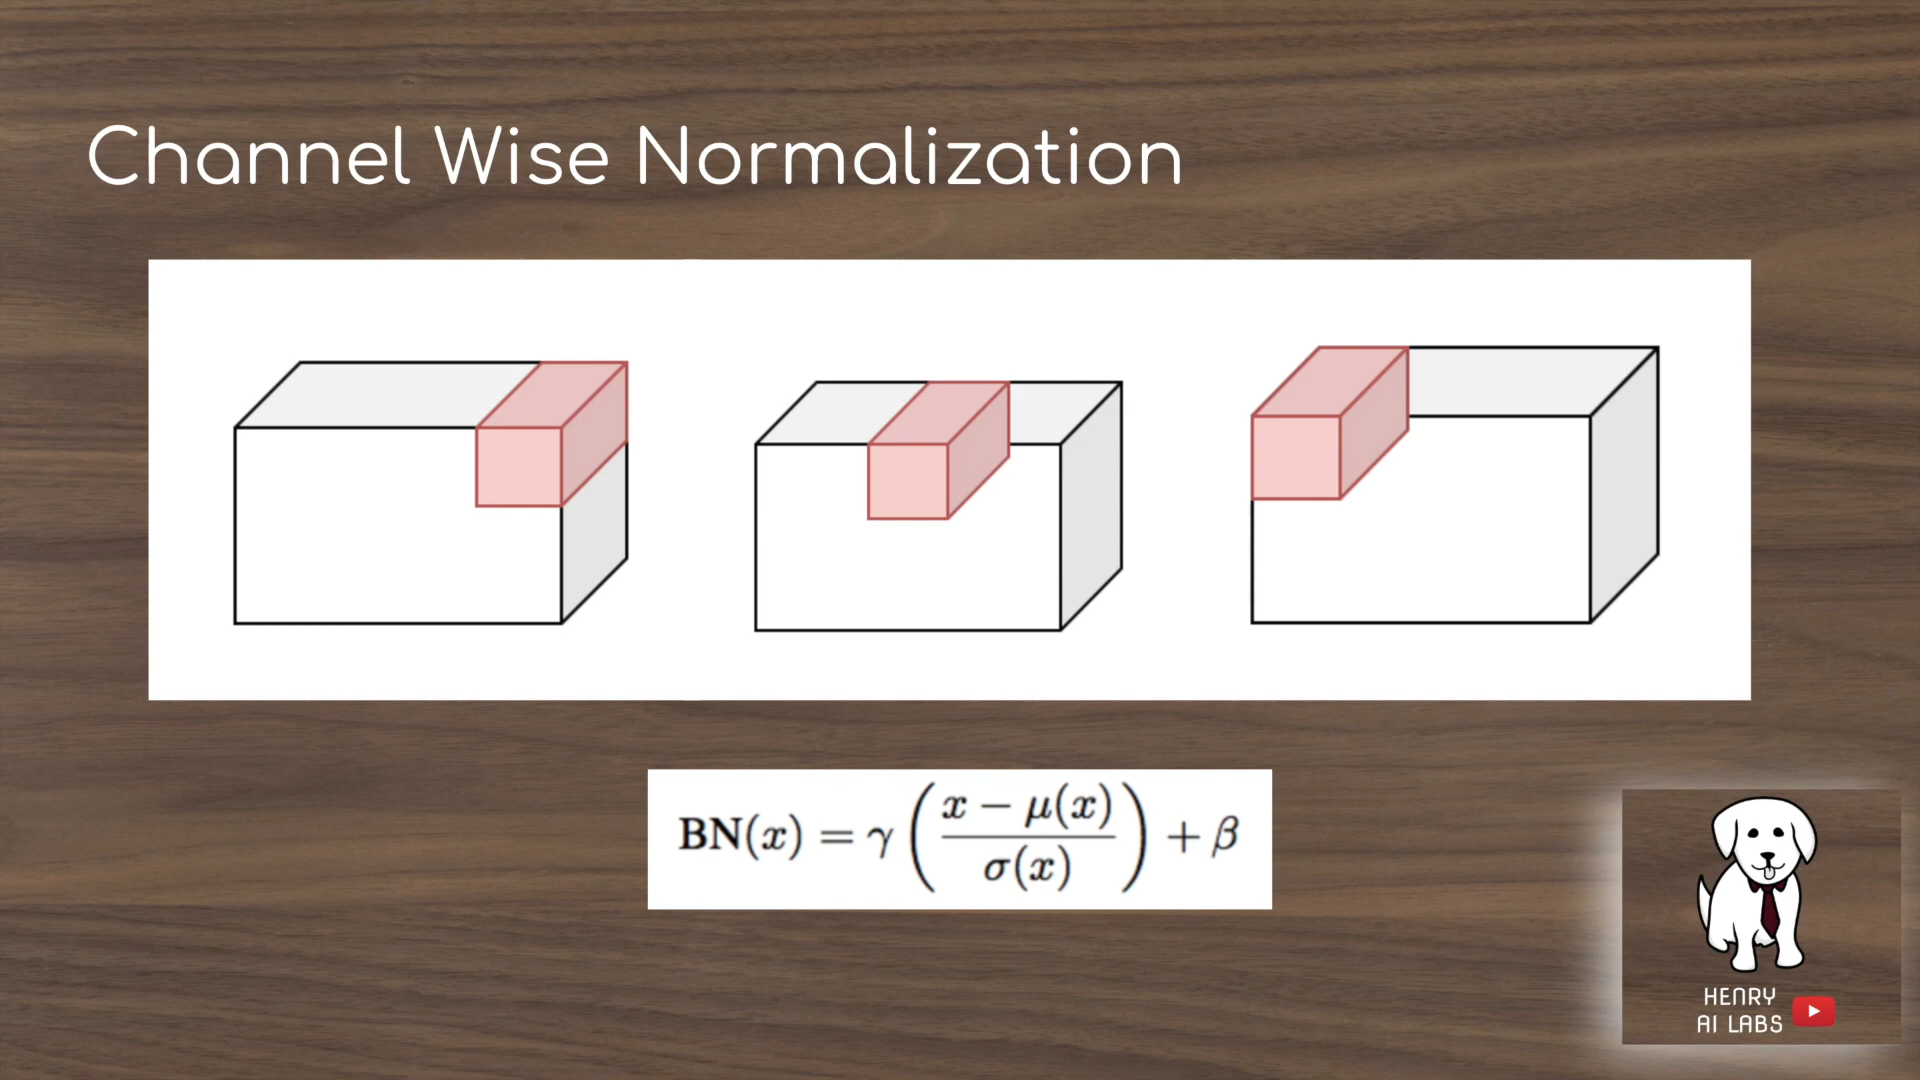 Channel Wise Normalization
BN(x) = γ ( (x − μ(x)) / σ(x) ) + β
HENRY
AI LABS